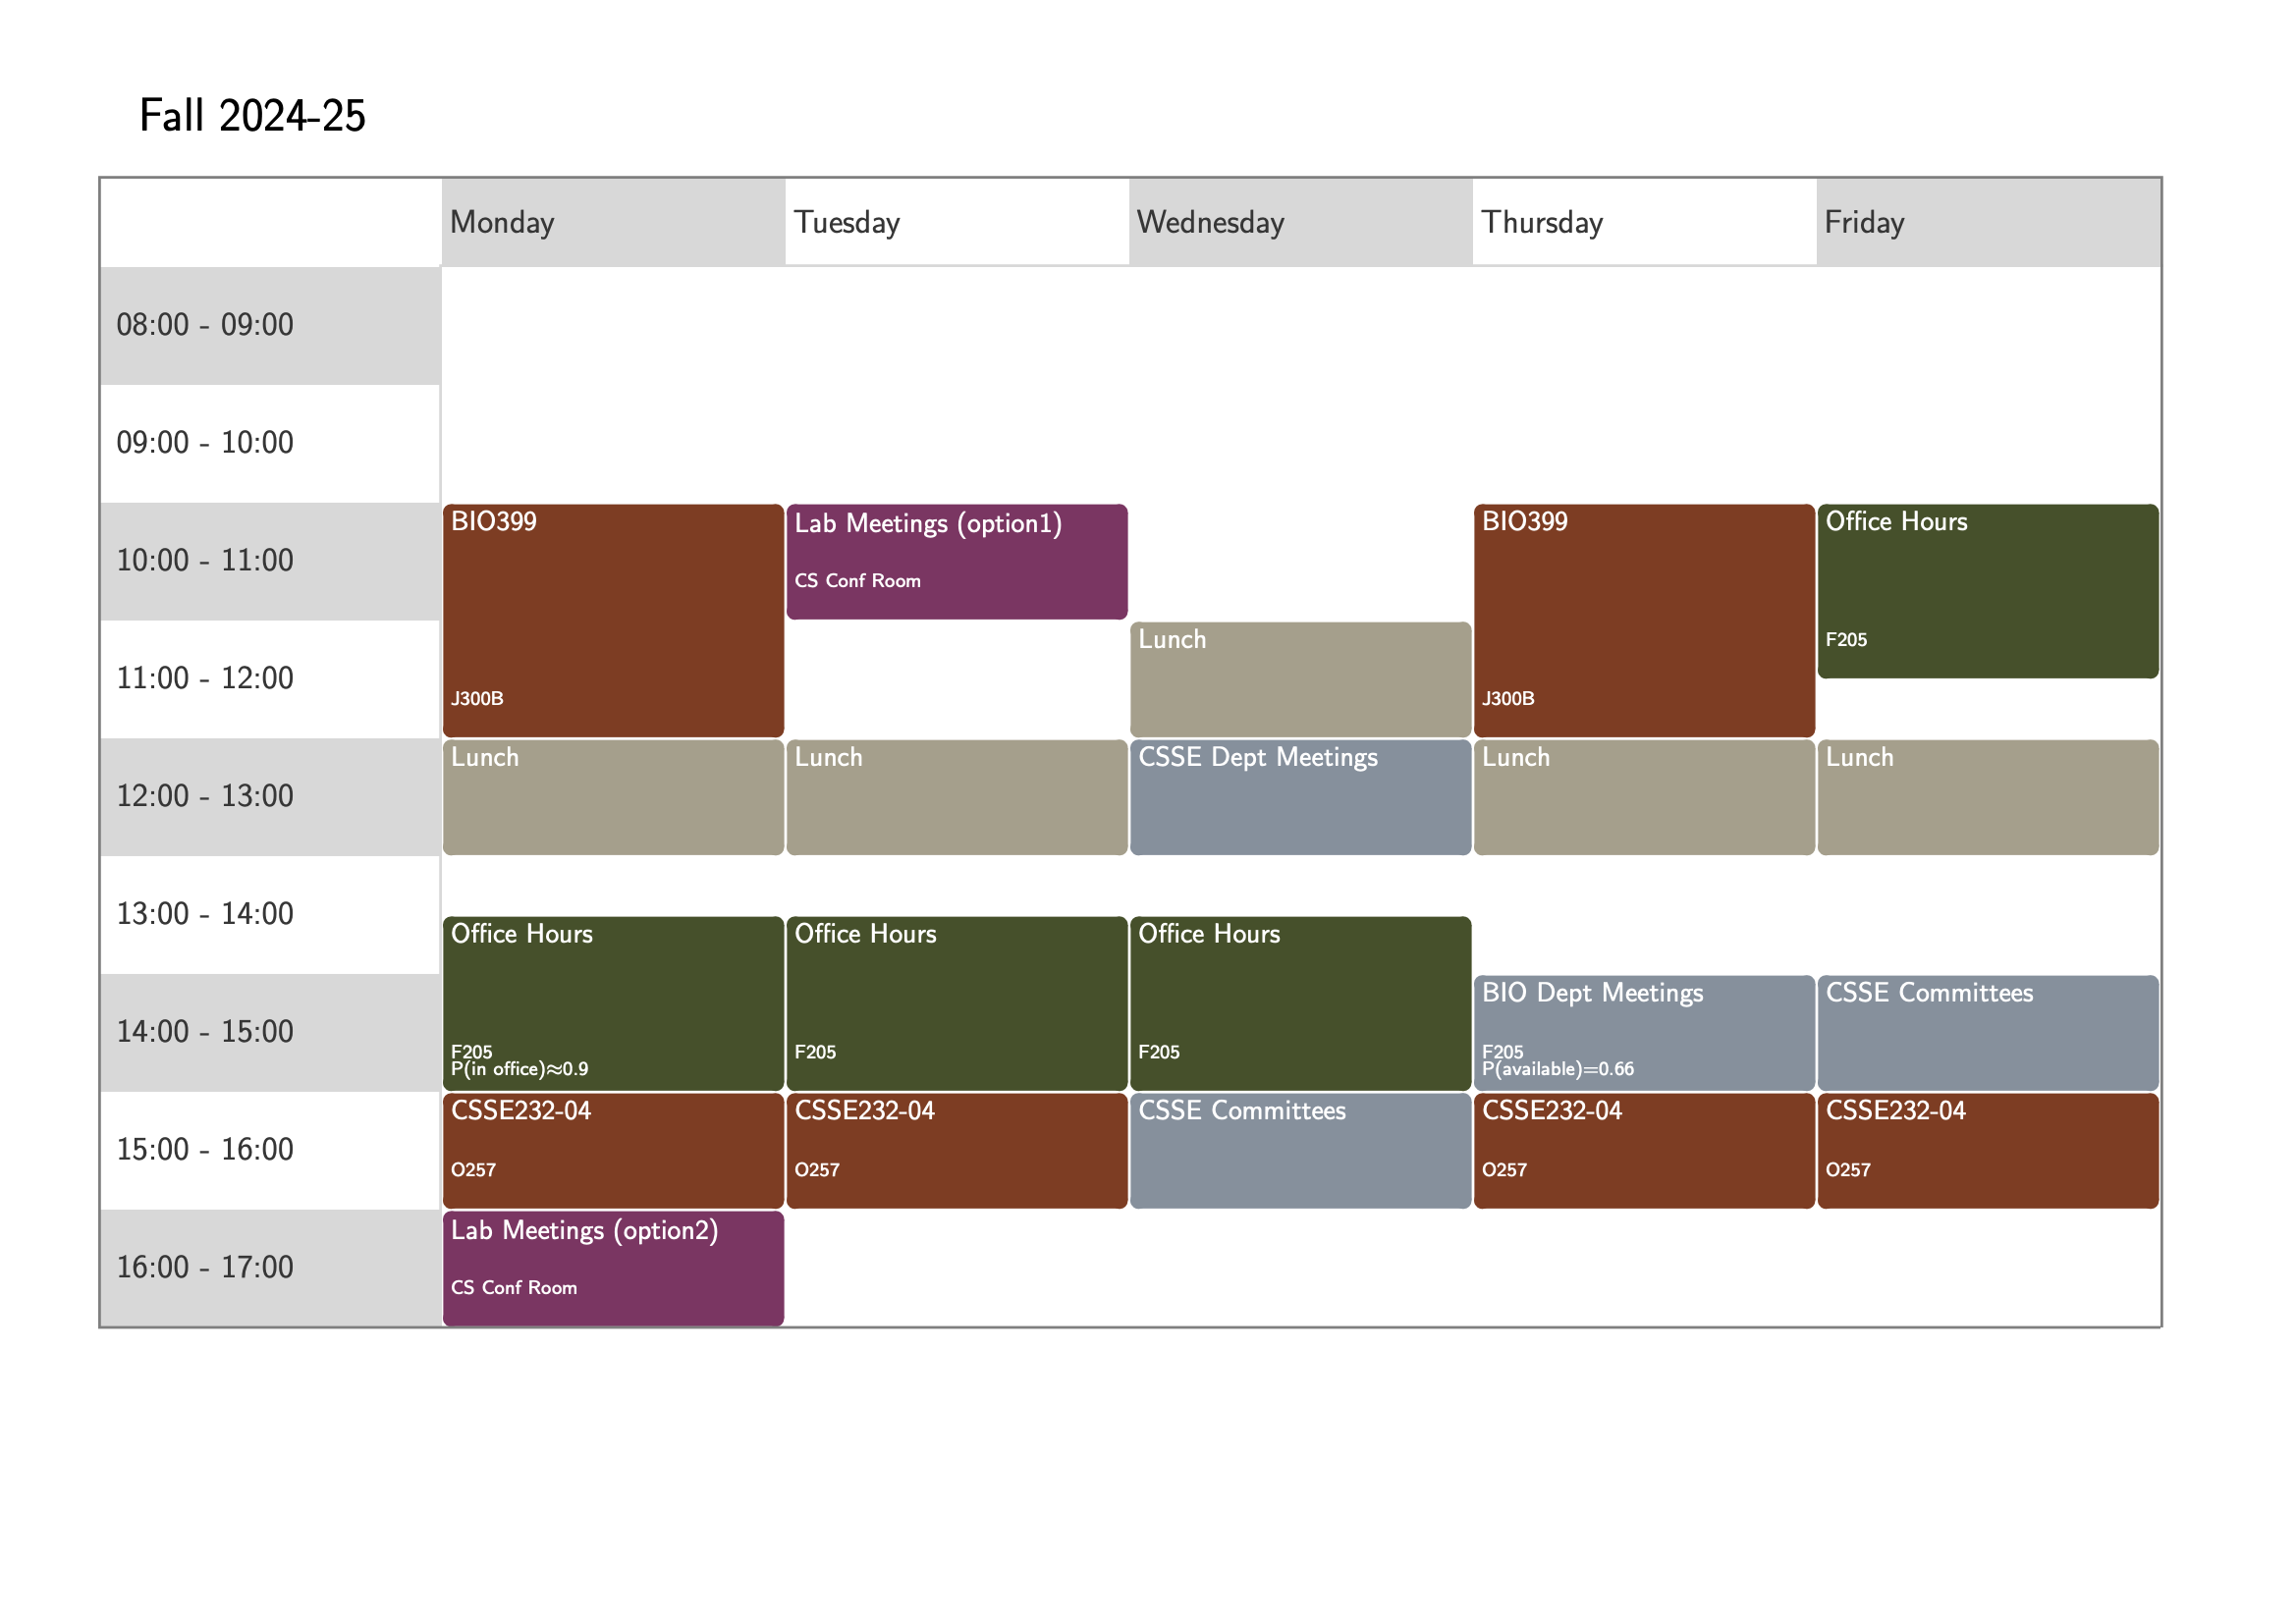 Fall 2024-25
Monday Tuesday Wednesday Thursday Friday
08:00 - 09:00
09:00 - 10:00
10:00 - 11:00
11:00 - 12:00
12:00 - 13:00
13:00 - 14:00
14:00 - 15:00
15:00 - 16:00
16:00 - 17:00
BIO399
J300B
Lunch
Office Hours
F205
P(in office)≈0.9
CSSE232-04
O257
Lab Meetings (option2)
CS Conf Room
Lab Meetings (option1)
CS Conf Room
Lunch
Office Hours
F205
CSSE232-04
O257
Lunch
CSSE Dept Meetings
Office Hours
F205
CSSE Committees
BIO399
J300B
Lunch
BIO Dept Meetings
F205
P(available)=0.66
CSSE232-04
O257
Office Hours
F205
Lunch
CSSE Committees
CSSE232-04
O257